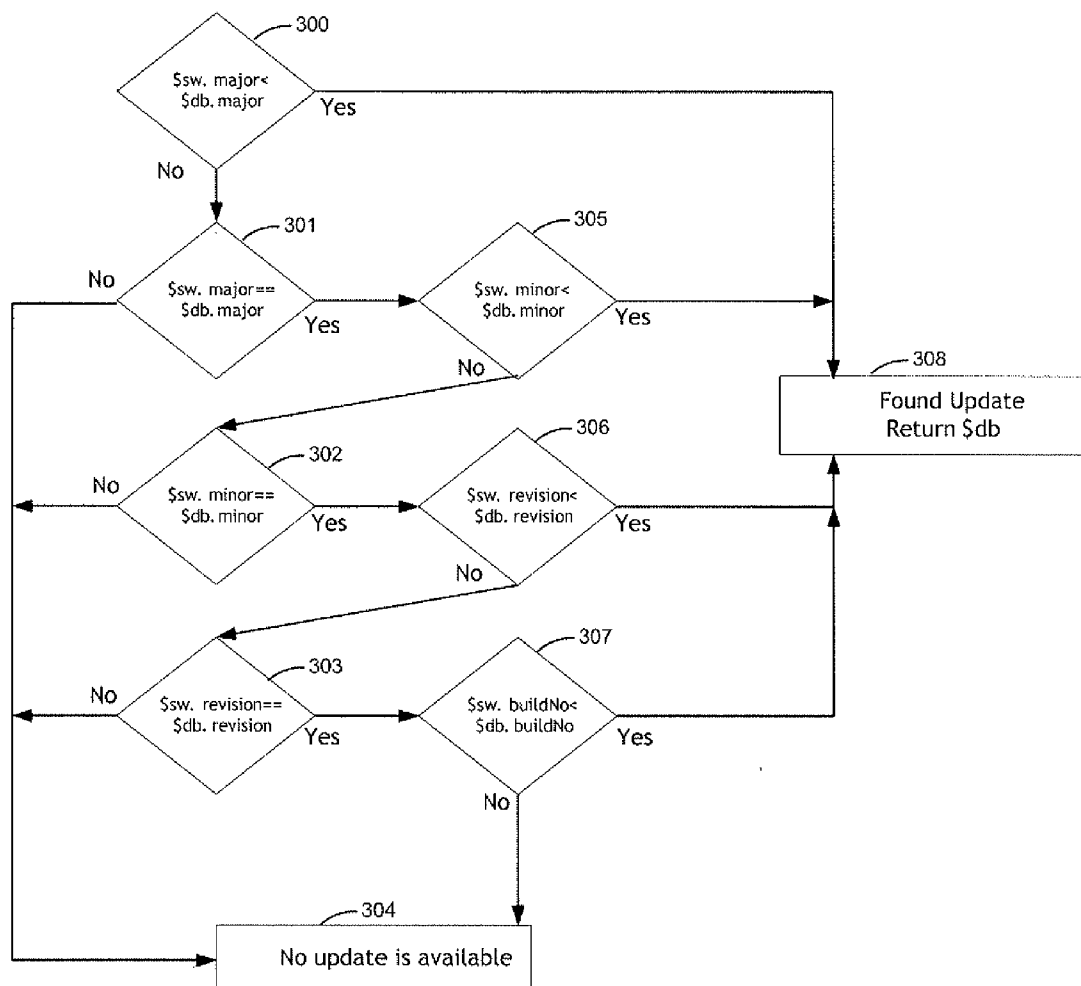 300
$sw. major<
$db. major
Yes
No
301
305
No
$sw. major==
$db. major
Yes
$sw. minor<
$db. minor
Yes
No
308
Found Update
Return $db
302
306
No
$sw. minor==
$db. minor
Yes
$sw. revision<
$db. revision
Yes
No
303
307
No
$sw. revision==
$db. revision
Yes
$sw. buildNo<
$db. buildNo
Yes
No
304
No update is available